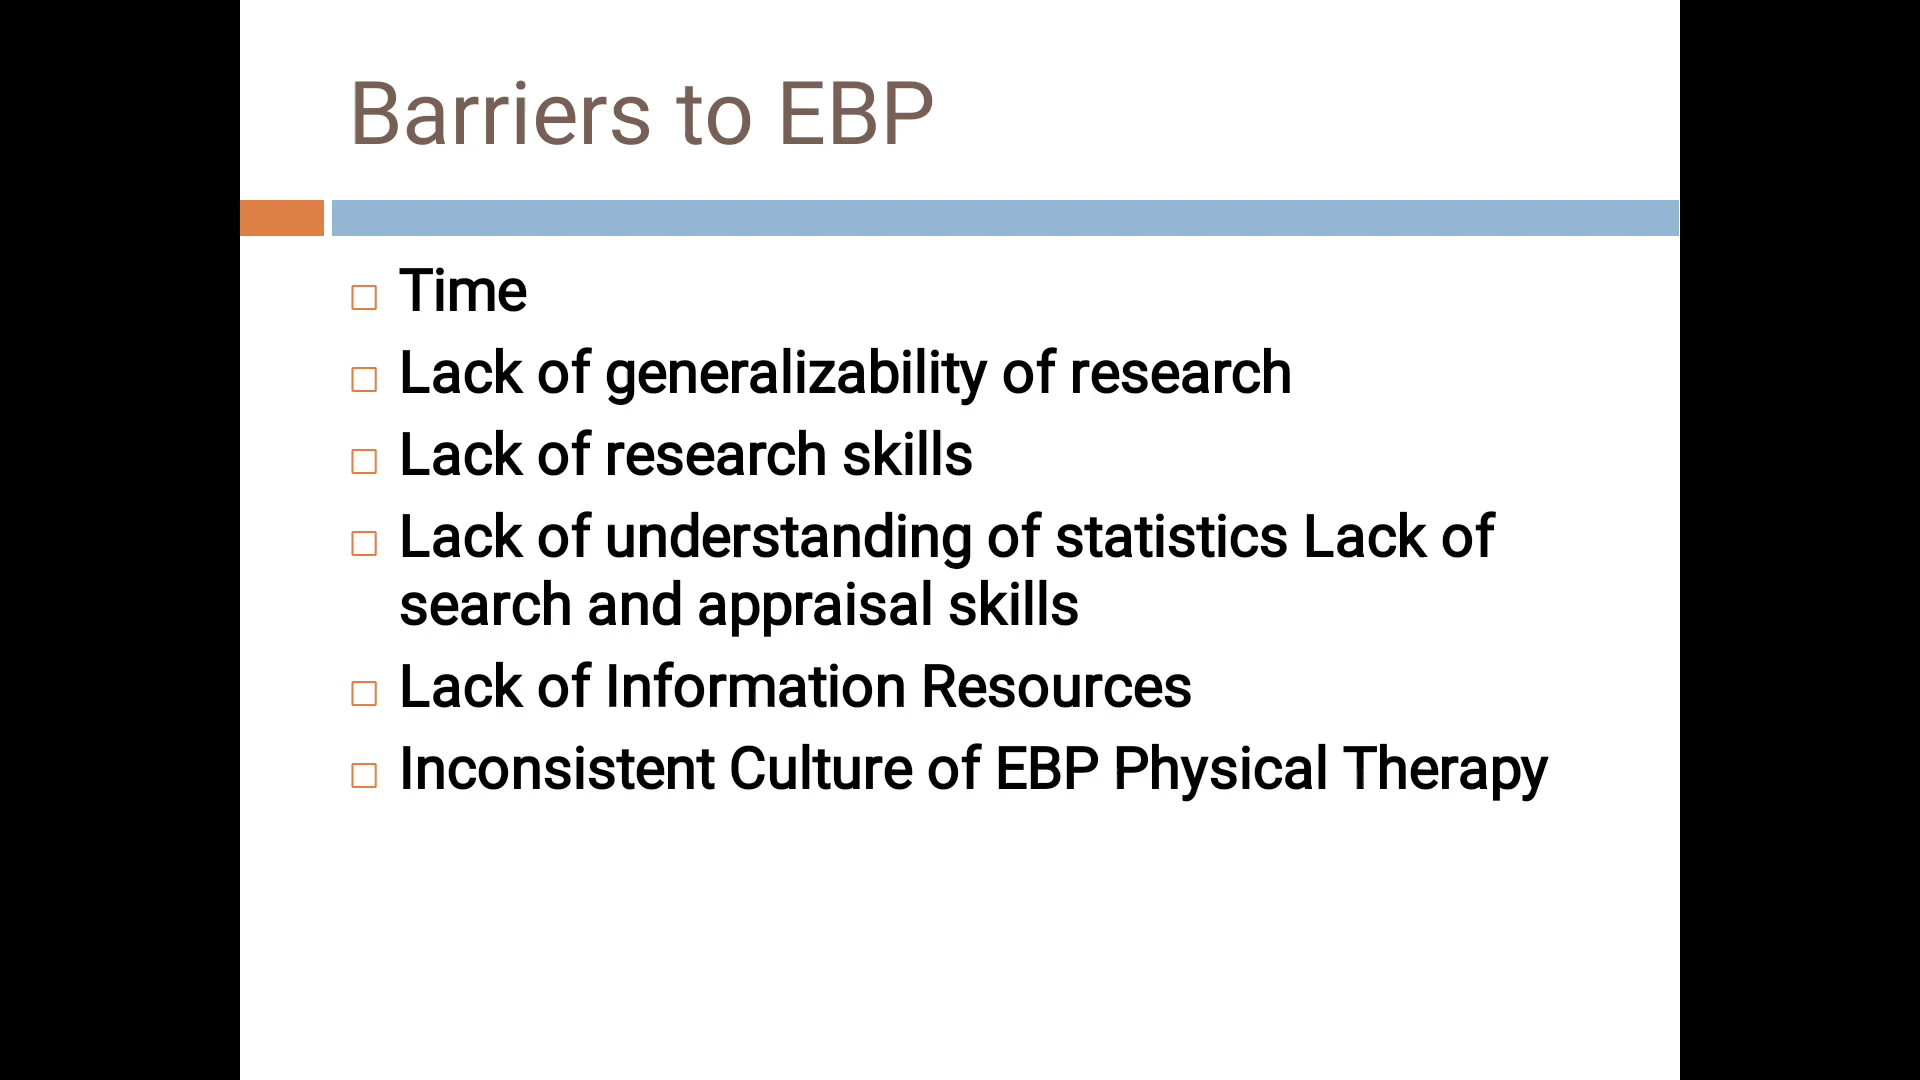 Barriers to EBP
Time
Lack of generalizability of research
Lack of research skills
Lack of understanding of statistics Lack of
search and appraisal skills
Lack of Information Resources
Inconsistent Culture of EBP Physical Therapy